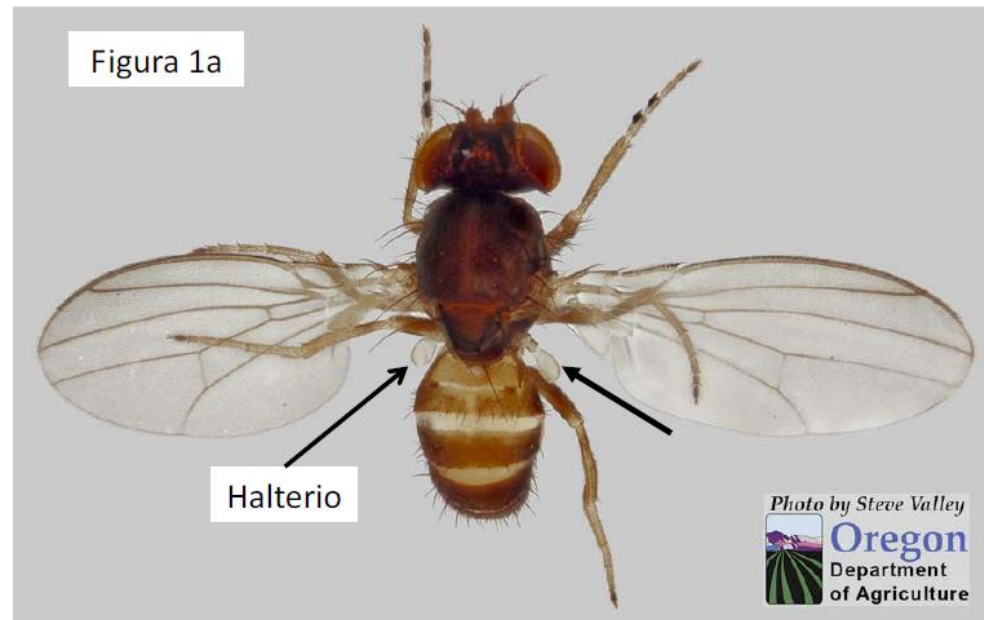 Figura 1a
Halterio
Photo by Steve Valley
Oregon
Department
of Agriculture